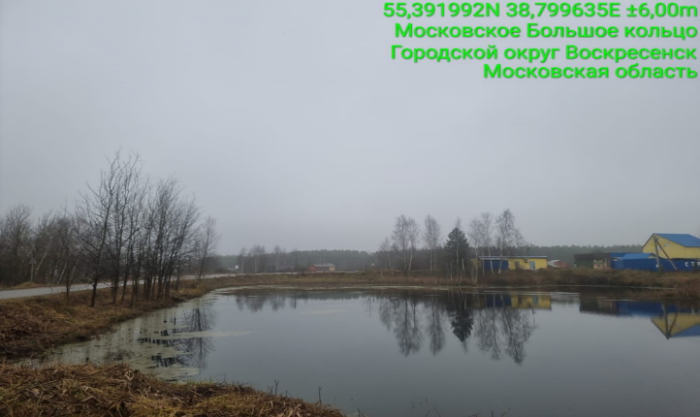 55,391992N 38,799635E ±6,00m
Московское Большое кольцо
Городской округ Воскресенск
Московская область